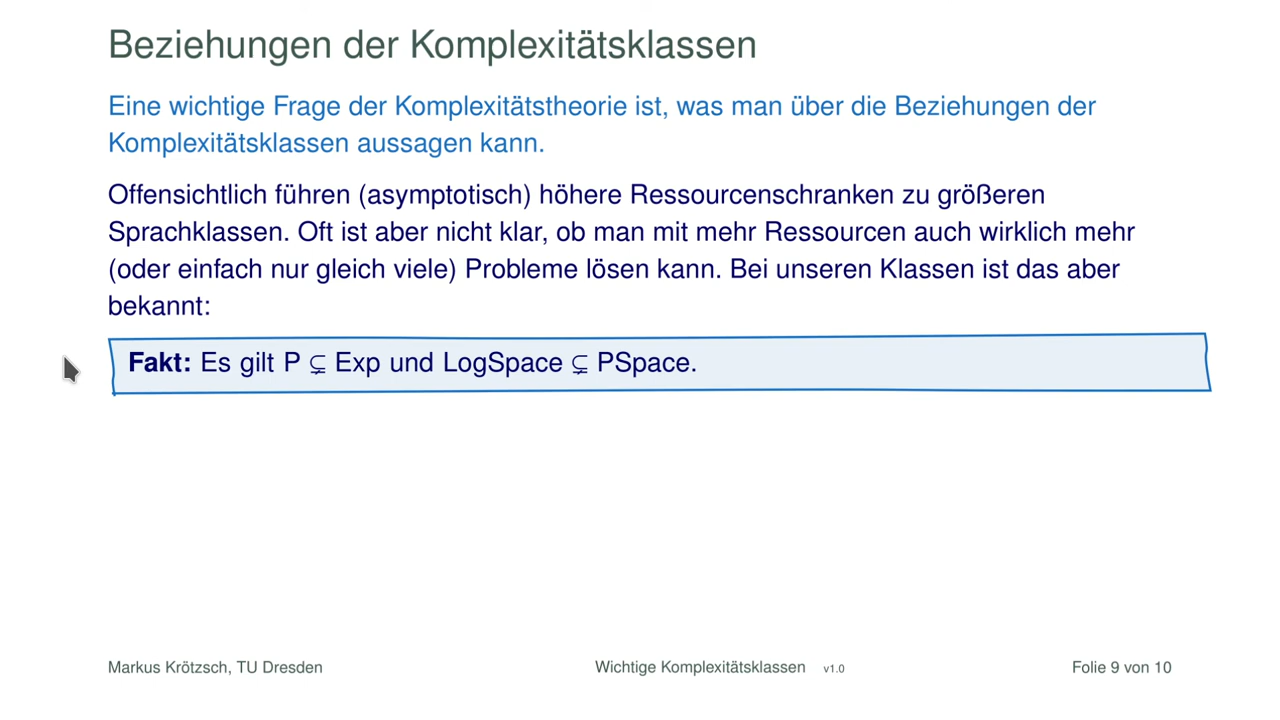 Beziehungen der Komplexitätsklassen
Eine wichtige Frage der Komplexitätstheorie ist, was man über die Beziehungen der
Komplexitätsklassen aussagen kann.
Offensichtlich führen (asymptotisch) höhere Ressourcenschranken zu größeren
Sprachklassen. Oft ist aber nicht klar, ob man mit mehr Ressourcen auch wirklich mehr
(oder einfach nur gleich viele) Probleme lösen kann. Bei unseren Klassen ist das aber
bekannt:
Fakt: Es gilt P ⊊ Exp und LogSpace ⊊ PSpace.
Markus Krötzsch, TU Dresden
Wichtige Komplexitätsklassen v1.0
Folie 9 von 10